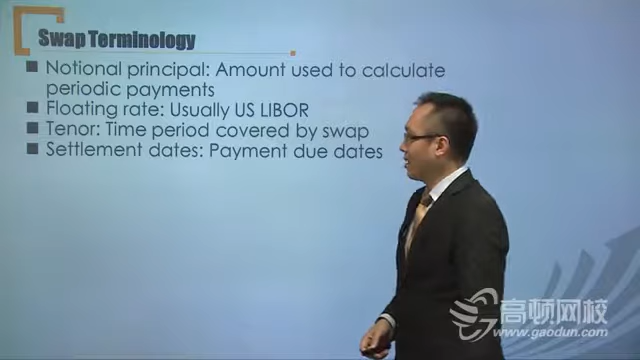 Swap Terminology
Notional principal: Amount used to calculate
periodic payments
Floating rate: Usually US LIBOR
Tenor: Time period covered by swap
Settlement dates: Payment due dates
高顿网校
www.gaodun.com